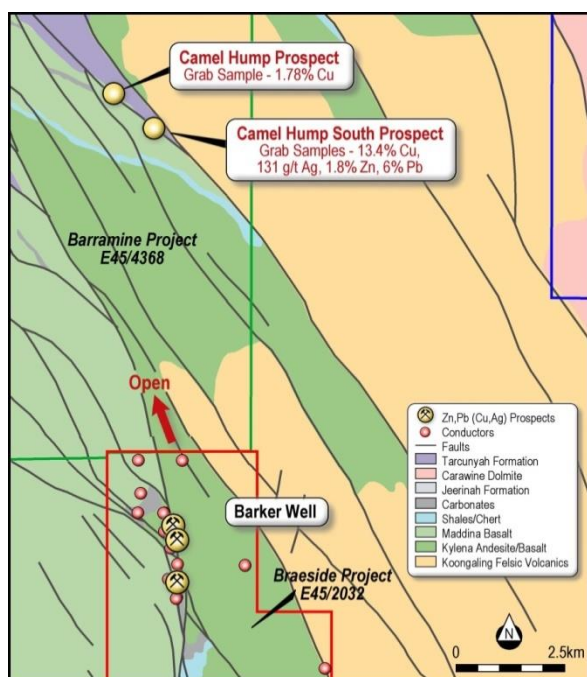 Camel Hump Prospect
Grab Sample - 1.78% Cu
Camel Hump South Prospect
Grab Samples - 13.4% Cu,
131 g/t Ag, 1.8% Zn, 6% Pb
Barramine Project
E45/4368
Open
Barker Well
Braeside Project
E45/2032
Zn,Pb (Cu,Ag) Prospects
Conductors
Faults
Tarcunyah Formation
Carawine Dolmite
Jeerinah Formation
Carbonates
Shales/Chert
Maddina Basalt
Kylena Andesite/Basalt
Koongaling Felsic Volcanics
N
0 2.5km